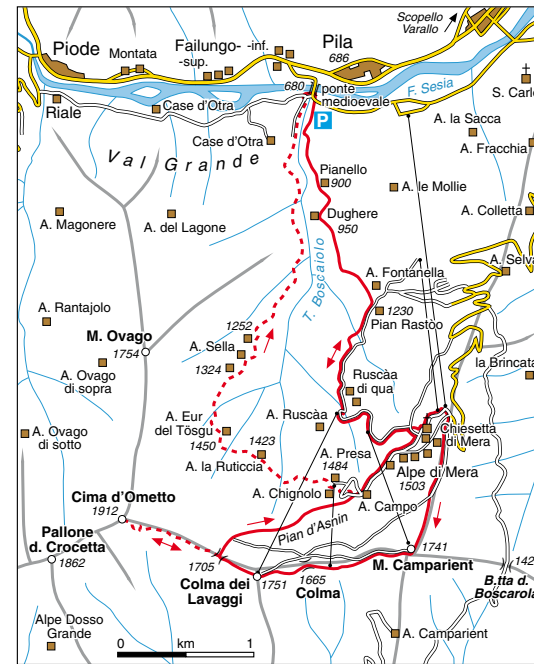 Scopello
Varallo
Piode
Montata
Failungo- -inf.
-sup.
Pila
686
F. Sesia
680
ponte
medioevale
P
Riale
Case d'Otra
Case d'Otra
S. Carlo
A. la Sacca
A. Fracchia
Val Grande
Pianello
900
A. le Mollie
A. Magonere
A. del Lagone
Dughere
950
A. Colletta
T. Boscaiolo
A. Fontanella
A. Selva
A. Rantajolo
1230
Pian Rastòo
1252
M. Ovago
1754
A. Sella
1324
A. Ovago
di sopra
la Brincata
Ruscàa
di qua
A. Eur
del Tösgu
1450
A. Ruscàa
Chiesetta
di Mera
A. Ovago
di sotto
1423
A. la Ruticcia
A. Presa
1484
Alpe di Mera
1503
Cima d'Ometto
1912
A. Chignolo
A. Campo
Pallone
d. Crocetta
1862
Pian d'Asnin
1705
Colma dei
Lavaggi
1751
1665
Colma
1741
M. Camparient
142
B.tta d.
Boscarola
Alpe Dosso
Grande
A. Camparient
0 km 1